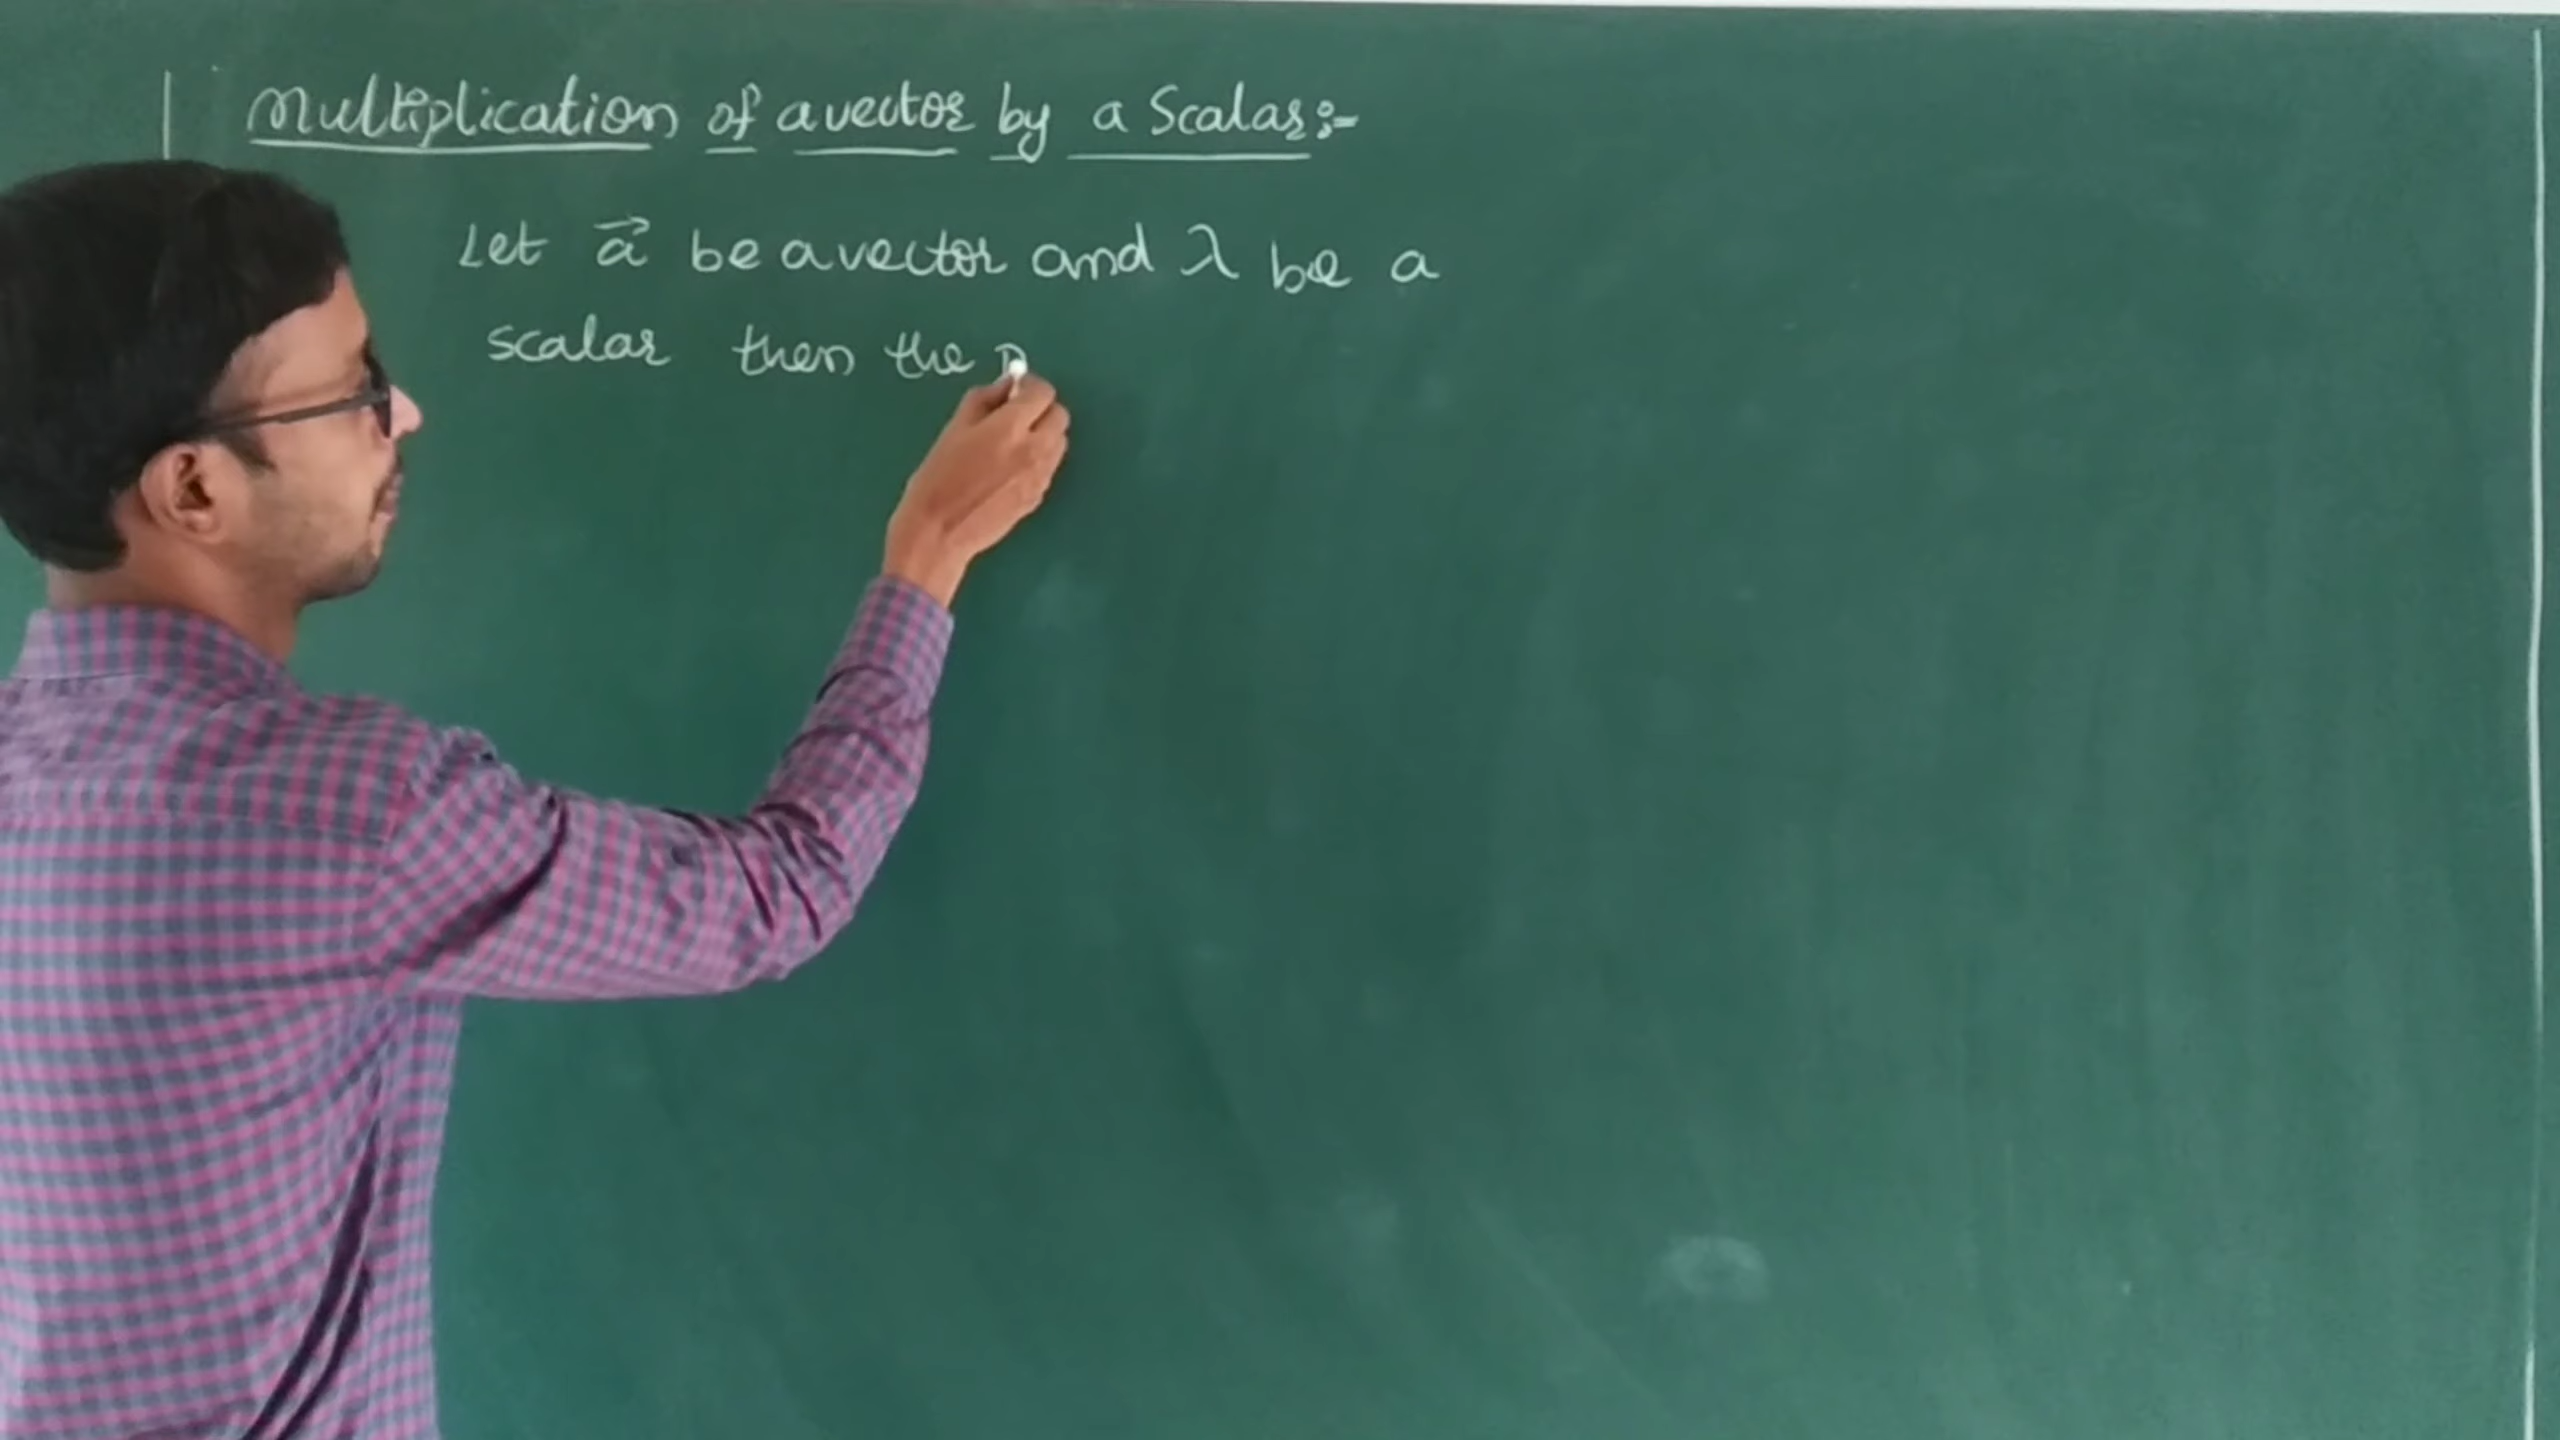 Multiplication of a vector by a Scalar:-
Let a⃗ be a vector and λ be a
scalar then the